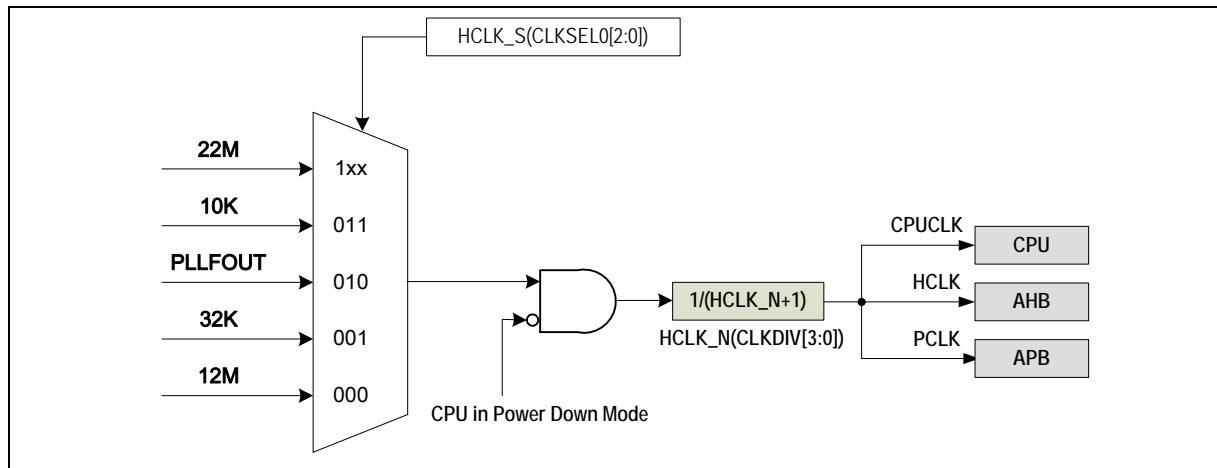 HCLK_S(CLKSEL0[2:0])
22M
1xx
10K
011
PLLFOUT
010
32K
001
12M
000
CPU in Power Down Mode
1/(HCLK_N+1)
HCLK_N(CLKDIV[3:0])
CPUCLK
CPU
HCLK
AHB
PCLK
APB